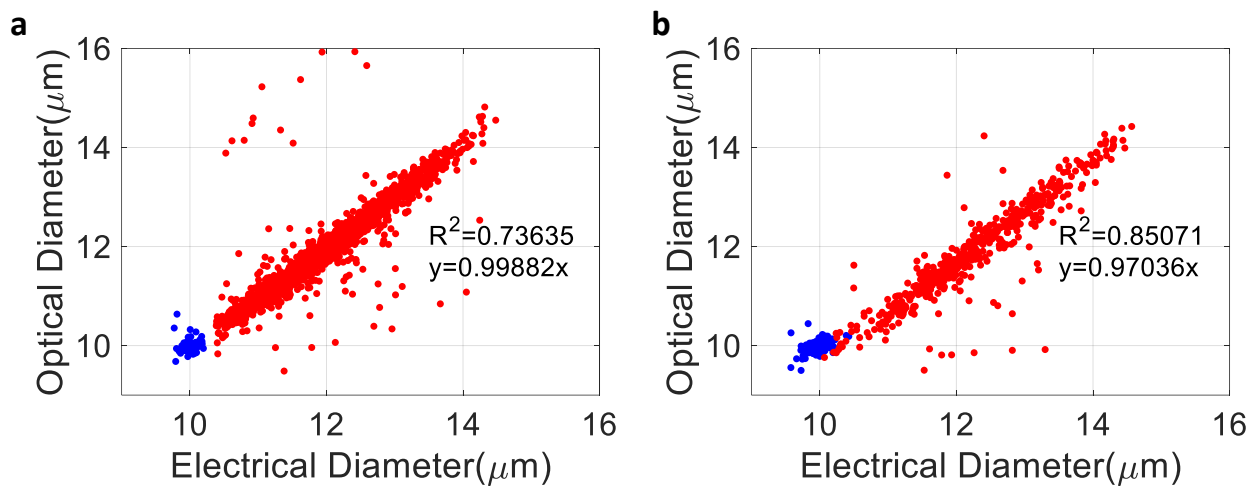 a
16
14
12
10
Optical Diameter(μm)
R²=0.73635
y=0.99882x
10 12 14 16
Electrical Diameter(μm)
b
16
14
12
10
Optical Diameter(μm)
R²=0.85071
y=0.97036x
10 12 14 16
Electrical Diameter(μm)